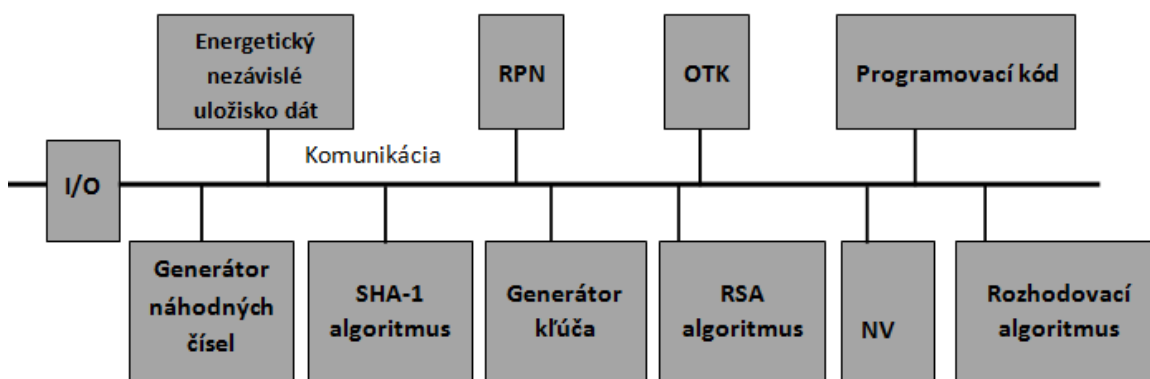 Energetický
nezávislé
uložisko dát
RPN
OTK
Programovací kód
Komunikácia
I/O
Generátor
náhodných
čísel
SHA-1
algoritmus
Generátor
kľúča
RSA
algoritmus
NV
Rozhodovací
algoritmus